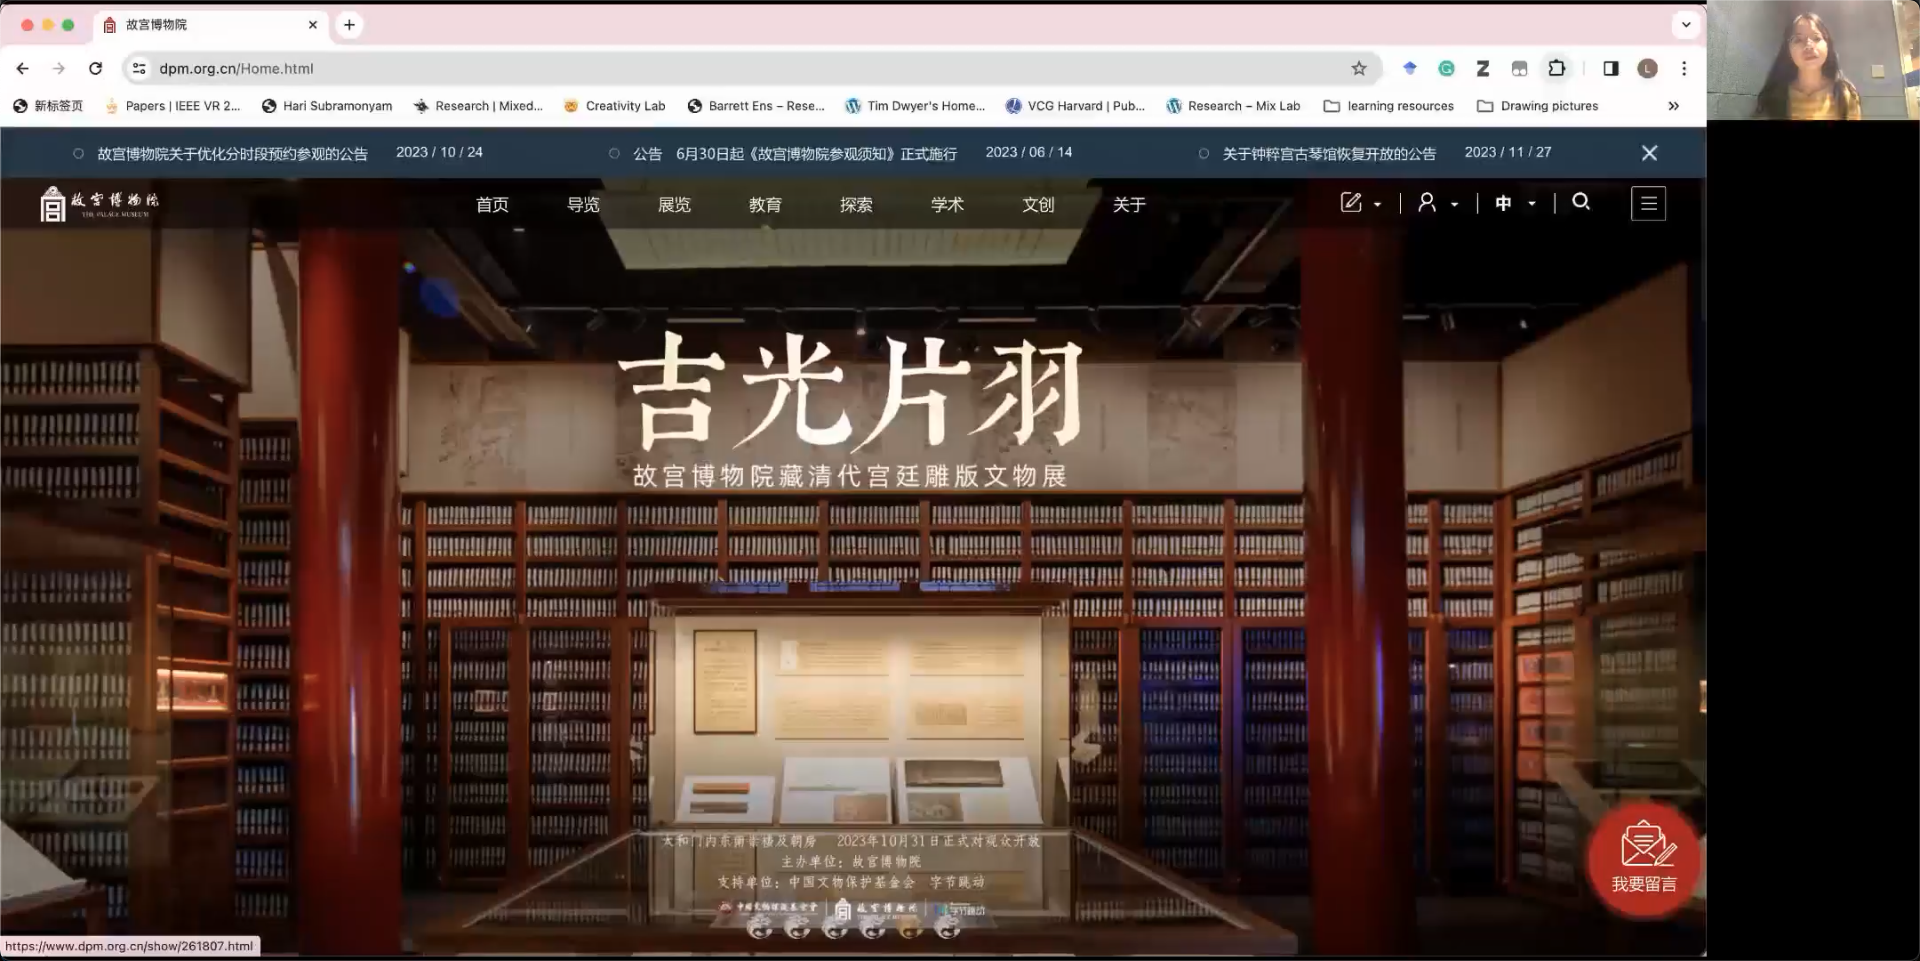 故宫博物院
dpm.org.cn/Home.html
L
新标签页
Papers | IEEE VR 2...
Hari Subramonyam
Research | Mixed...
Creativity Lab
Barrett Ens – Rese...
Tim Dwyer's Home...
VCG Harvard | Pub...
Research – Mix Lab
learning resources
Drawing pictures
故宫博物院关于优化分时段预约参观的公告 2023 / 10 / 24
公告 6月30日起《故宫博物院参观须知》正式施行 2023 / 06 / 14
关于钟粹宫古琴馆恢复开放的公告 2023 / 11 / 27
故宫博物院
THE PALACE MUSEUM
首页 导览 展览 教育 探索 学术 文创 关于
中
吉光片羽
故宫博物院藏清代宫廷雕版文物展
太和门内东南崇楼及朝房 2023年10月31日正式对观众开放
主办单位：故宫博物院
支持单位：中国文物保护基金会 字节跳动
故宫博物院 字节跳动
我要留言
https://www.dpm.org.cn/show/261807.html